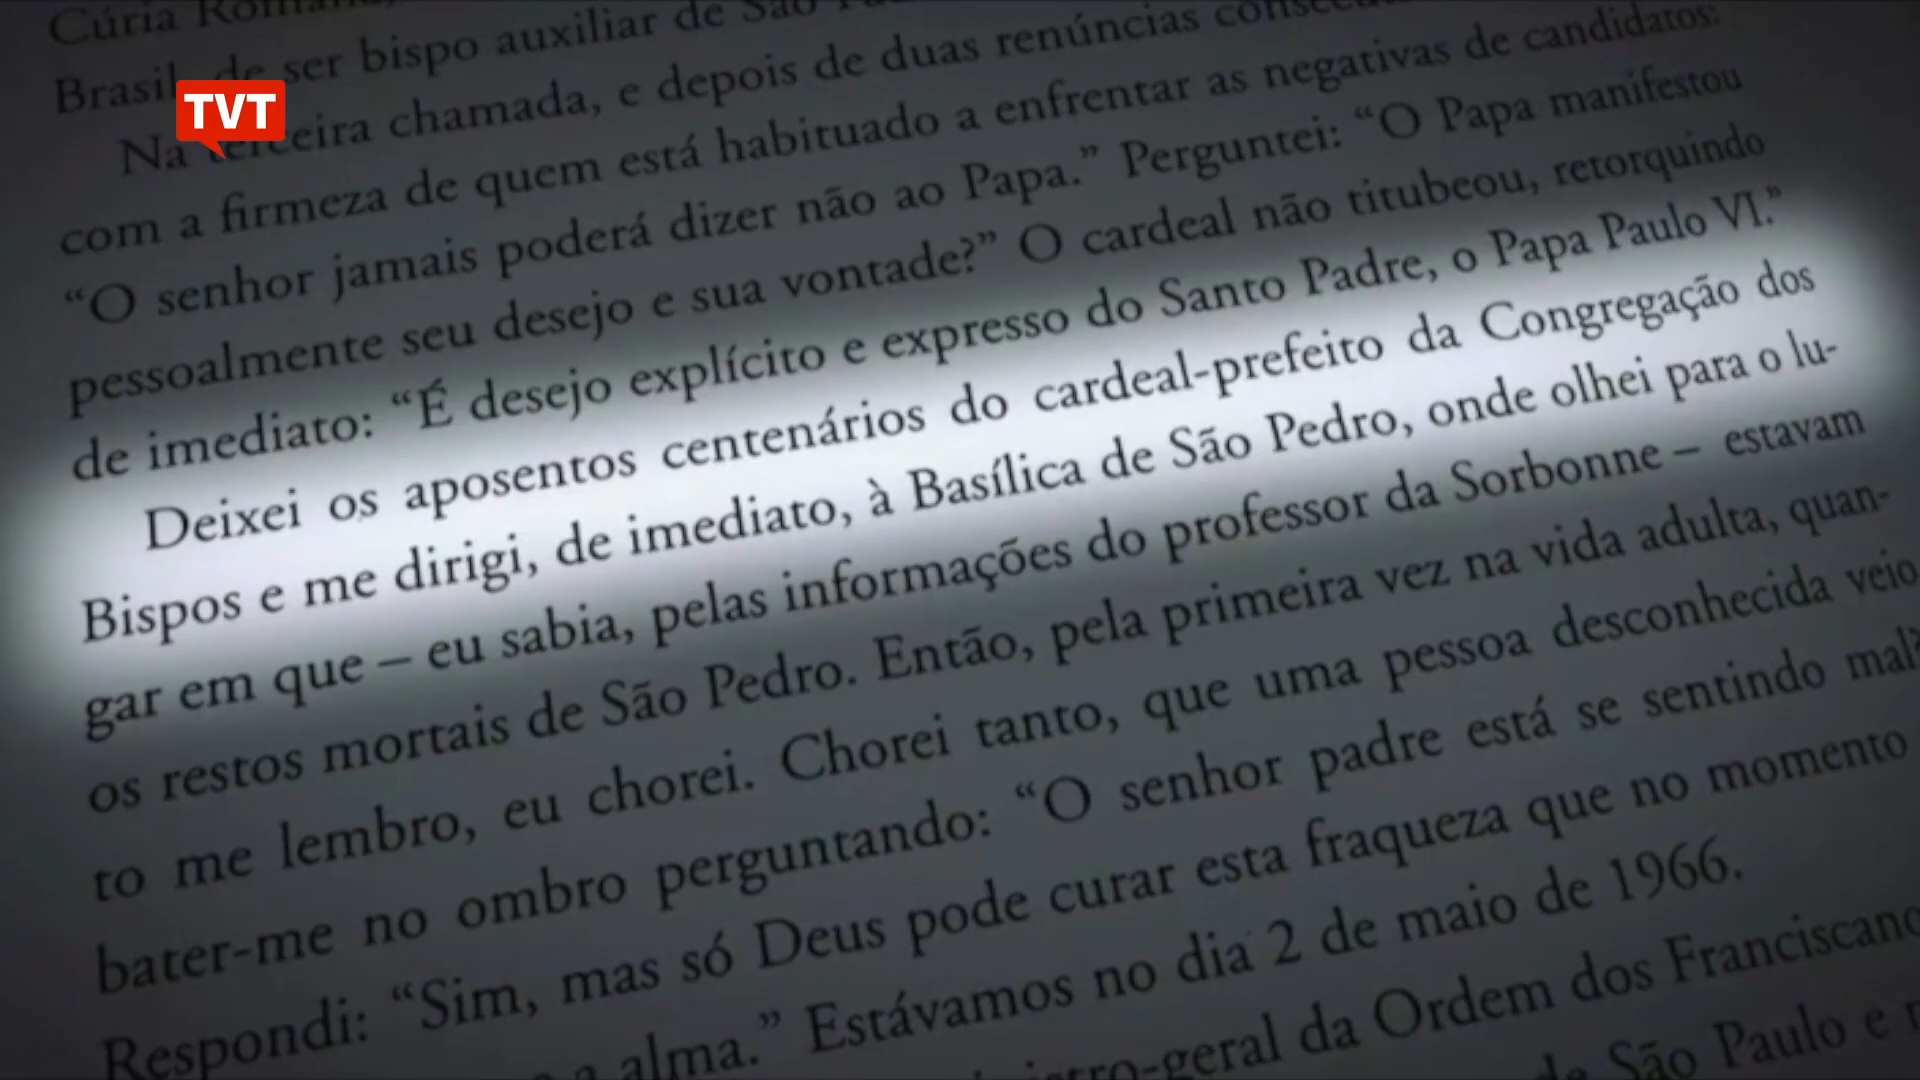 Cúria Romana,
Brasil, de ser bispo auxiliar de São
TVT
Na terceira chamada, e depois de duas renúncias
com a firmeza de quem está habituado a enfrentar as negativas de candidatos:
“O senhor jamais poderá dizer não ao Papa.” Perguntei: “O Papa manifestou
pessoalmente seu desejo e sua vontade?” O cardeal não titubeou, retorquindo
de imediato: “É desejo explícito e expresso do Santo Padre, o Papa Paulo VI.”
Deixei os aposentos centenários do cardeal-prefeito da Congregação dos
Bispos e me dirigi, de imediato, à Basílica de São Pedro, onde olhei para o lu-
gar em que – eu sabia, pelas informações do professor da Sorbonne – estavam
os restos mortais de São Pedro. Então, pela primeira vez na vida adulta, quan-
to me lembro, eu chorei. Chorei tanto, que uma pessoa desconhecida veio
bater-me no ombro perguntando: “O senhor padre está se sentindo mal?
Respondi: “Sim, mas só Deus pode curar esta fraqueza que no momento
a alma.” Estávamos no dia 2 de maio de 1966.
-geral da Ordem dos Franciscano
São Paulo e